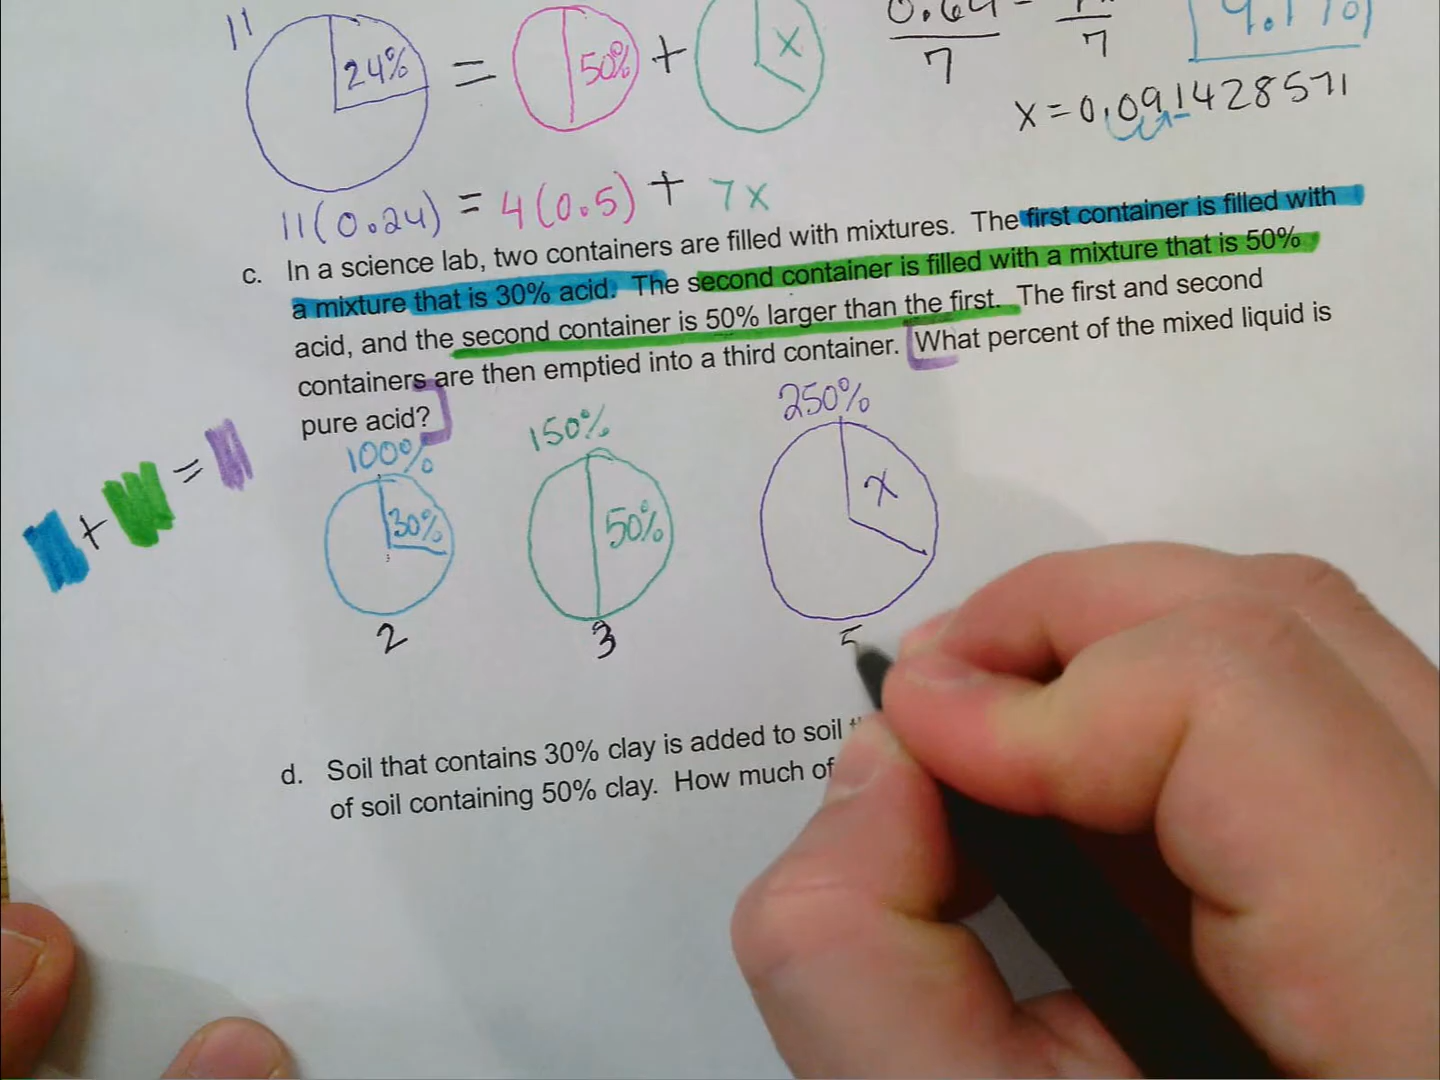 11 24% = 50% + x
7 7
x = 0.091428571
11(0.24) = 4(0.5) + 7x
c. In a science lab, two containers are filled with mixtures. The first container is filled with
a mixture that is 30% acid. The second container is filled with a mixture that is 50%
acid, and the second container is 50% larger than the first. The first and second
containers are then emptied into a third container. What percent of the mixed liquid is
pure acid?
100% 150% 250%
+ =
30% 50% x
2 3 5
d. Soil that contains 30% clay is added to soil
of soil containing 50% clay. How much of